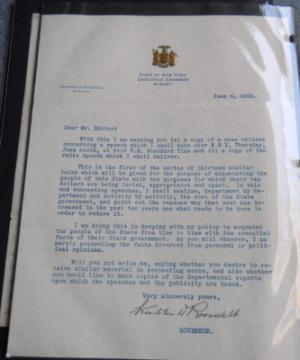 STATE OF NEW YORK
EXECUTIVE CHAMBER
ALBANY
FRANKLIN D. ROOSEVELT
GOVERNOR
June 6, 1932.
Dear Mr. Editor:
With this I am sending you (a) a copy of a news release
concerning a speech which I shall make over W G Y, Thursday,
June ninth, at 6:15 P.M. Standard Time and (b) a copy of the
radio speech which I shall deliver.
This is the first of the series of thirteen similar
talks which will be given for the purpose of acquainting the
people of this State with the purposes for which their tax
dollars are being levied, appropriated and spent. In this
and succeeding speeches, I shall analyze, department by depart-
ment and activity by activity, the cost of the State
government, and point out the reasons why that cost has in-
creased in the past ten years and what needs to be done in
order to reduce it.
I am doing this in keeping with my policy to acquaint
the people of the State from time to time with the essential
facts of their State government. As you will observe, I am
merely presenting the facts divorced from personal or poli-
tical opinions.
Will you not write me, saying whether you desire to re-
ceive similar material in succeeding weeks, and also whether
you would like to have copies of the departmental reports
upon which the speeches and the publicity are based.
Very sincerely yours,
Franklin D Roosevelt
GOVERNOR.